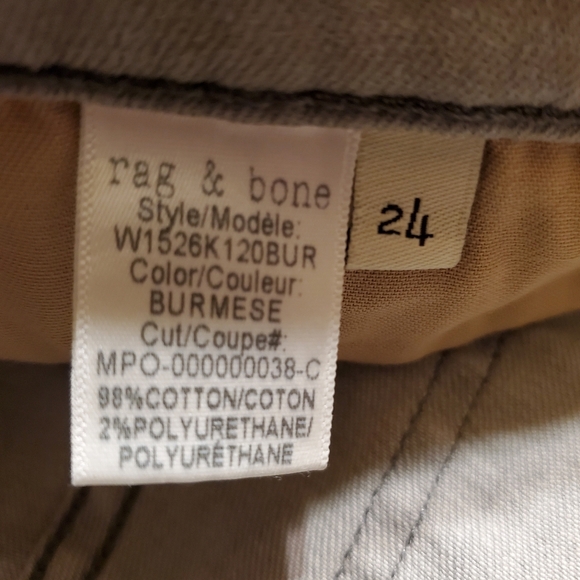 rag & bone
Style/Modèle:
W1526K120BUR
Color/Couleur:
BURMESE
Cut/Coupe#:
MPO-000000038-C
98%COTTON/COTON
2%POLYURETHANE/
POLYURÉTHANE
24